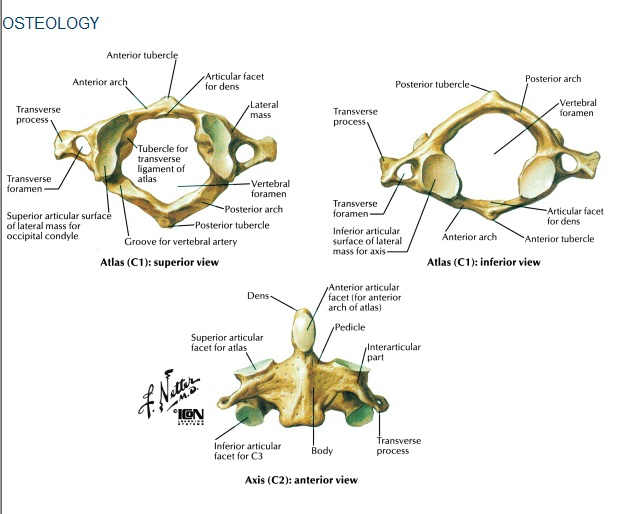 OSTEOLOGY
Anterior tubercle
Anterior arch
Articular facet
for dens
Transverse
process
Lateral
mass
Tubercle for
transverse
ligament of
atlas
Transverse
foramen
Vertebral
foramen
Superior articular surface
of lateral mass for
occipital condyle
Posterior arch
Posterior tubercle
Groove for vertebral artery
Atlas (C1): superior view
Posterior tubercle
Posterior arch
Vertebral
foramen
Transverse
process
Transverse
foramen
Inferior articular
surface of lateral
mass for axis
Anterior arch
Articular facet
for dens
Anterior tubercle
Atlas (C1): inferior view
Dens
Anterior articular
facet (for anterior
arch of atlas)
Pedicle
Superior articular
facet for atlas
Interarticular
part
F. Netter
M.D.
© ICON
LEARNING
SYSTEMS
Inferior articular
facet for C3
Body
Transverse
process
Axis (C2): anterior view